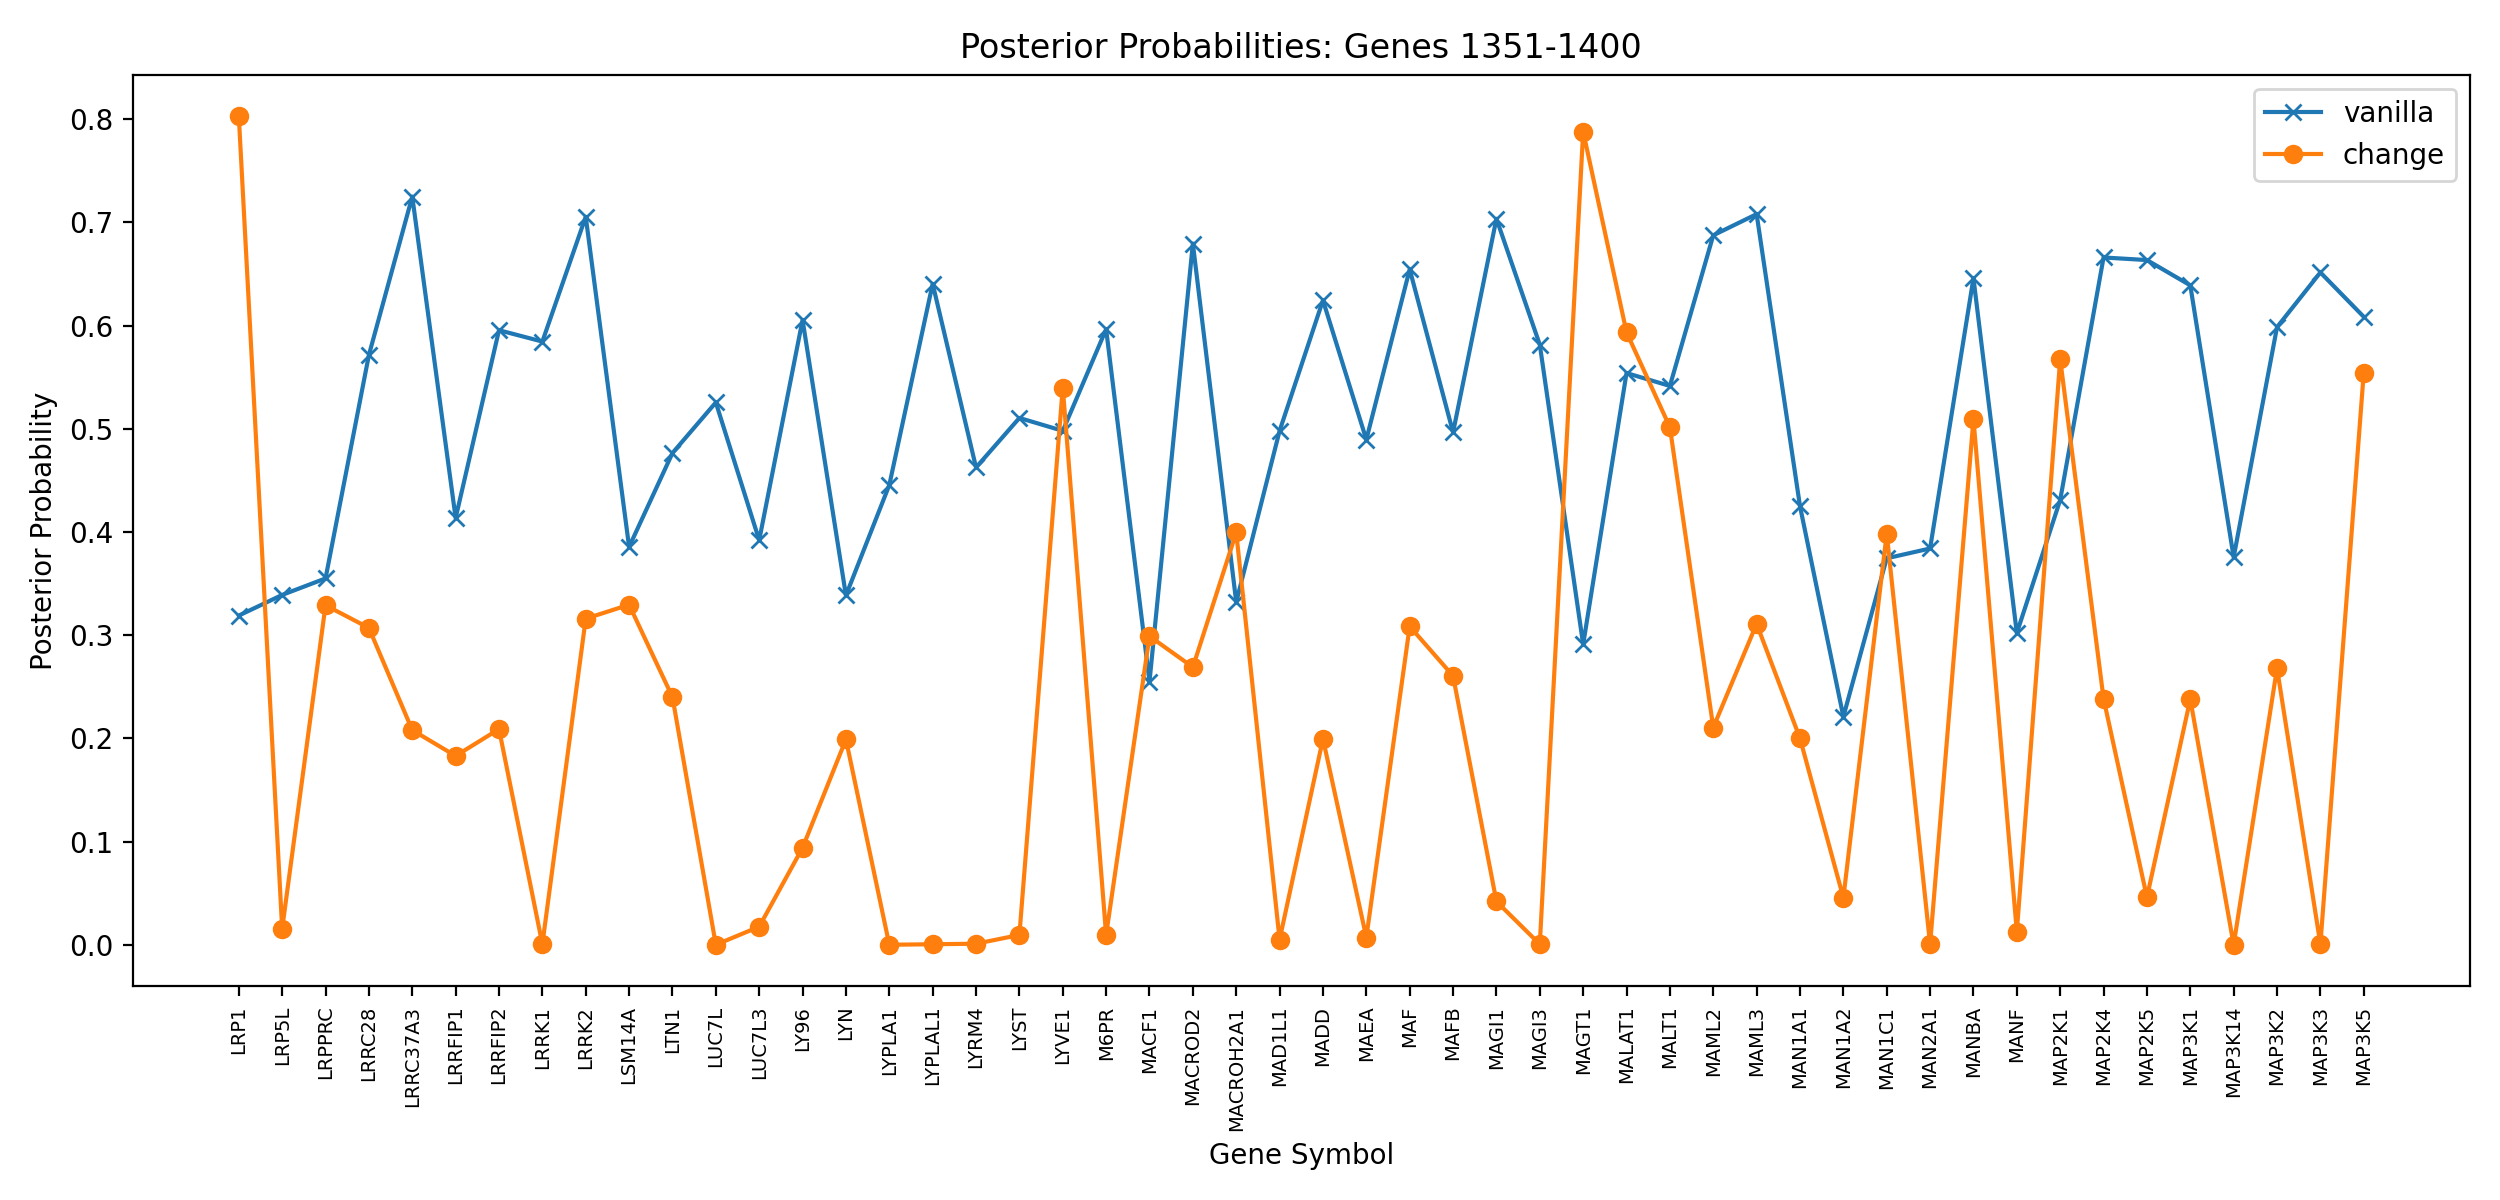 Posterior Probabilities: Genes 1351-1400
vanilla
change
Posterior Probability
0.8
0.7
0.6
0.5
0.4
0.3
0.2
0.1
0.0
LRP1
LRP5L
LRPPRC
LRRC28
LRRC37A3
LRRFIP1
LRRFIP2
LRRK1
LRRK2
LSM14A
LTN1
LUC7L
LUC7L3
LY96
LYN
LYPLA1
LYPLAL1
LYRM4
LYST
LYVE1
M6PR
MACF1
MACROD2
MACROH2A1
MAD1L1
MADD
MAEA
MAF
MAFB
MAGI1
MAGI3
MAGT1
MALAT1
MALT1
MAML2
MAML3
MAN1A1
MAN1A2
MAN1C1
MAN2A1
MANBA
MANF
MAP2K1
MAP2K4
MAP2K5
MAP3K1
MAP3K14
MAP3K2
MAP3K3
MAP3K5
Gene Symbol